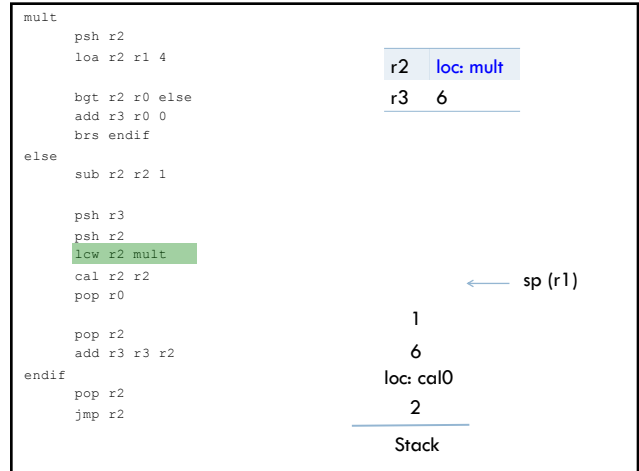 mult
psh r2
loa r2 r1 4
bgt r2 r0 else
add r3 r0 0
brs endif
else
sub r2 r2 1
psh r3
psh r2
lcw r2 mult
cal r2 r2
pop r0
pop r2
add r3 r3 r2
endif
pop r2
jmp r2
r2 loc: mult
r3 6
sp (r1)
1
6
loc: cal0
2
Stack